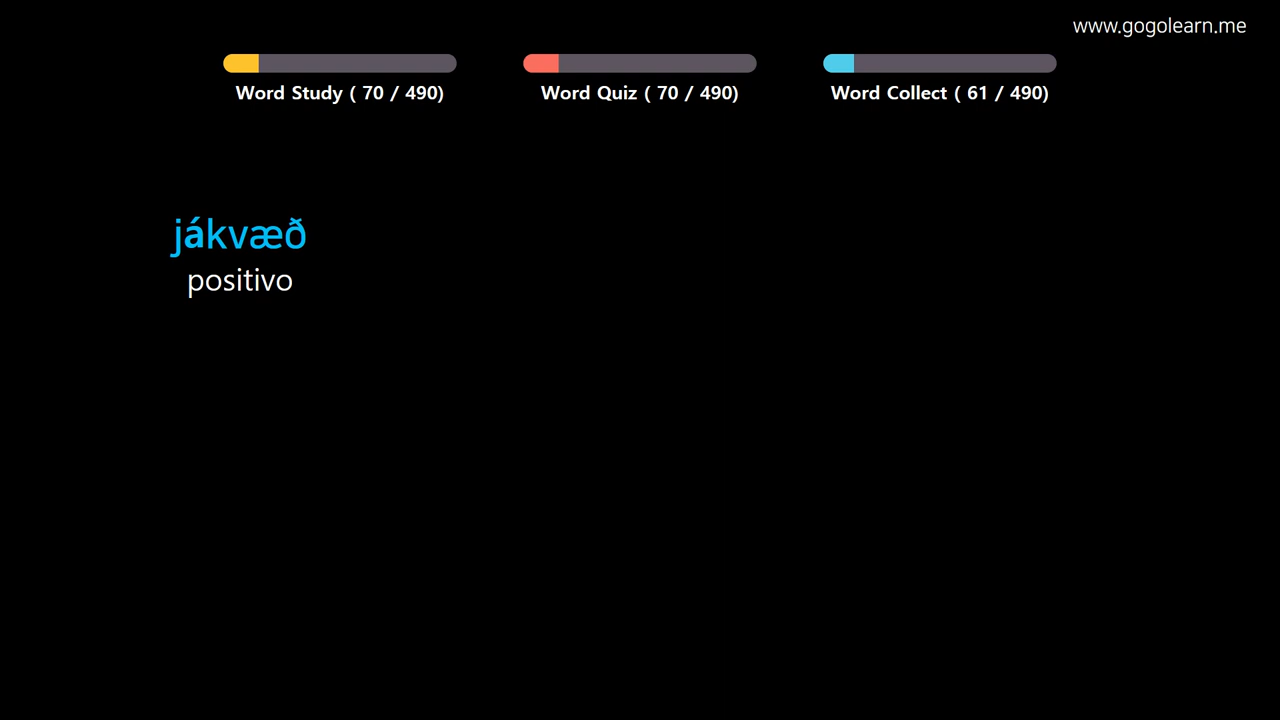 www.gogolearn.me
Word Study ( 70 / 490)
Word Quiz ( 70 / 490)
Word Collect ( 61 / 490)
jákvæð
positivo